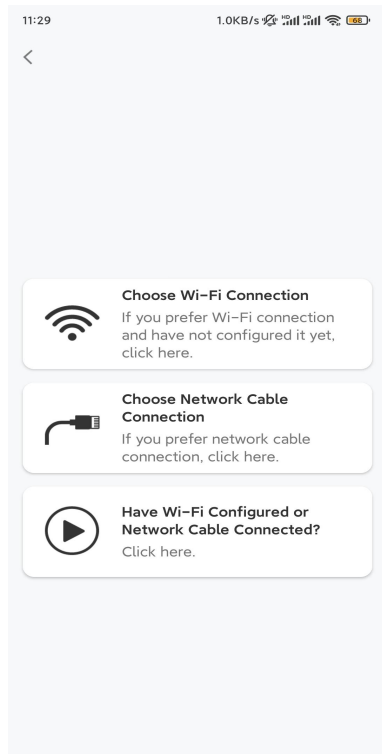 11:29
1.0KB/s HD HD 68
Choose Wi-Fi Connection
If you prefer Wi-Fi connection
and have not configured it yet,
click here.
Choose Network Cable
Connection
If you prefer network cable
connection, click here.
Have Wi-Fi Configured or
Network Cable Connected?
Click here.